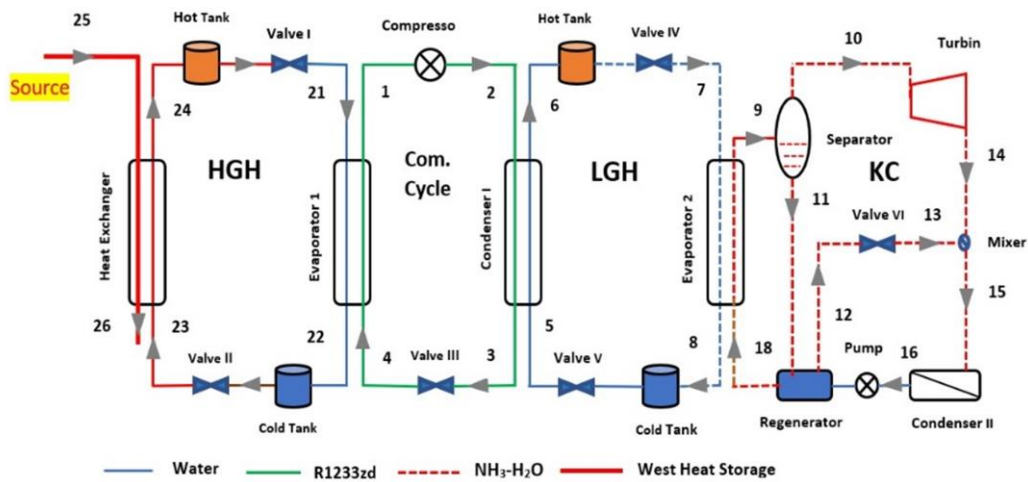 25
Source
Hot Tank
Valve I
24
21
HGH
Heat Exchanger
Evaporator 1
26
23
Valve II
22
Cold Tank
Compresso
1
2
Com.
Cycle
Condenser I
4
Valve III
3
Hot Tank
Valve IV
6
7
LGH
Evaporator 2
5
Valve V
8
Cold Tank
9
10
Turbin
Separator
KC
14
11
Valve VI
13
Mixer
15
12
18
Pump
16
Regenerator
Condenser II
Water
R1233zd
NH₃-H₂O
West Heat Storage